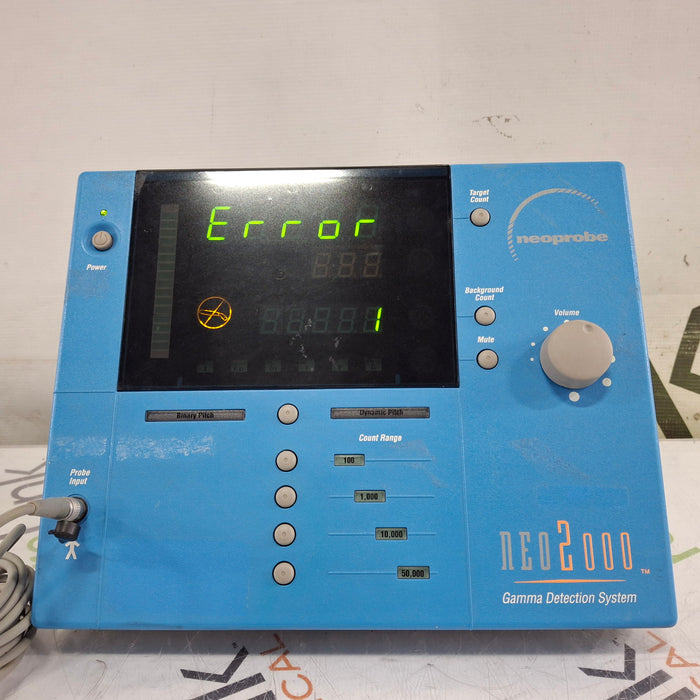 Error
1
Power
Target
Count
neoprobe
Background
Count
Mute
Volume
Binary Pitch
Dynamic Pitch
Count Range
100
1,000
10,000
50,000
Probe
Input
neo2000 ™
Gamma Detection System